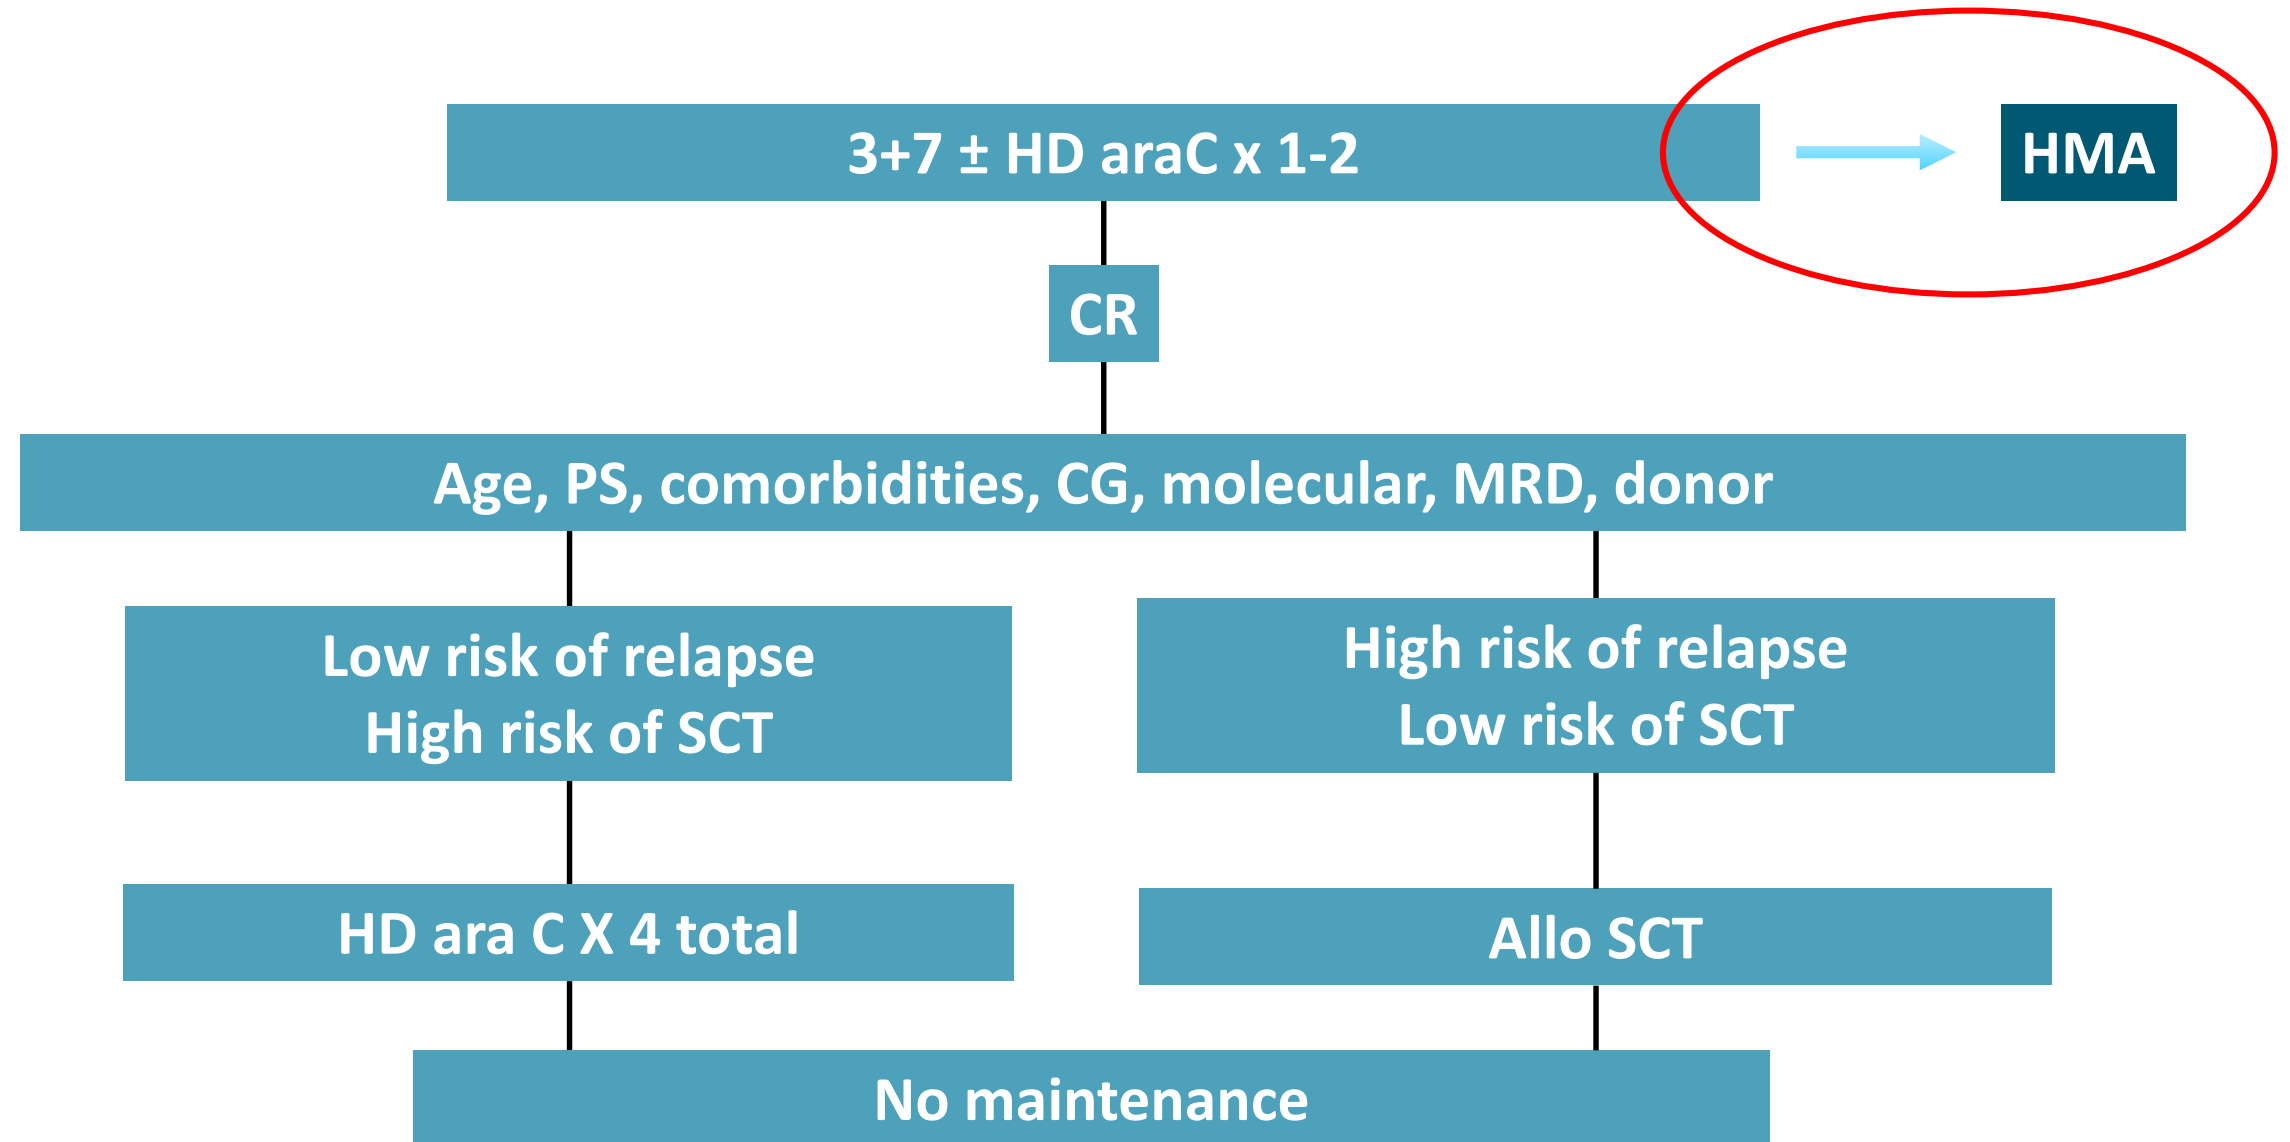 3+7 ± HD araC x 1-2
HMA
CR
Age, PS, comorbidities, CG, molecular, MRD, donor
Low risk of relapse
High risk of SCT
High risk of relapse
Low risk of SCT
HD ara C X 4 total
Allo SCT
No maintenance